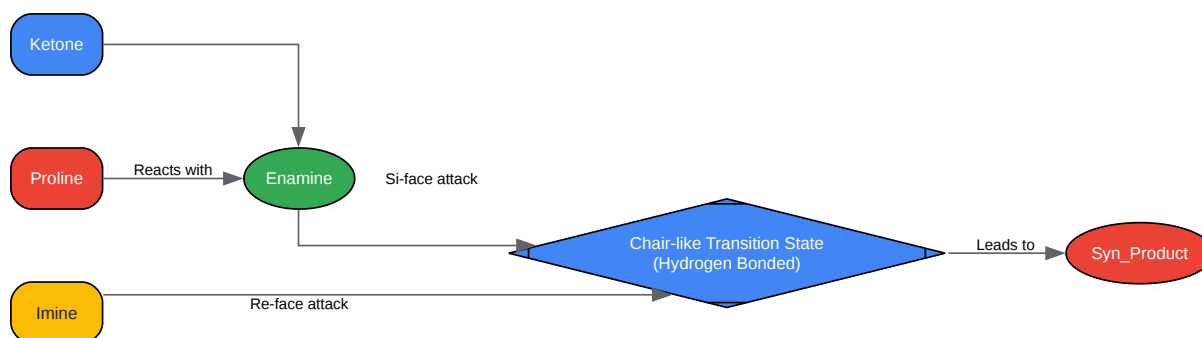 Ketone
Proline
Reacts with
Enamine
Si-face attack
Chair-like Transition State
(Hydrogen Bonded)
Leads to
Syn_Product
Imine
Re-face attack